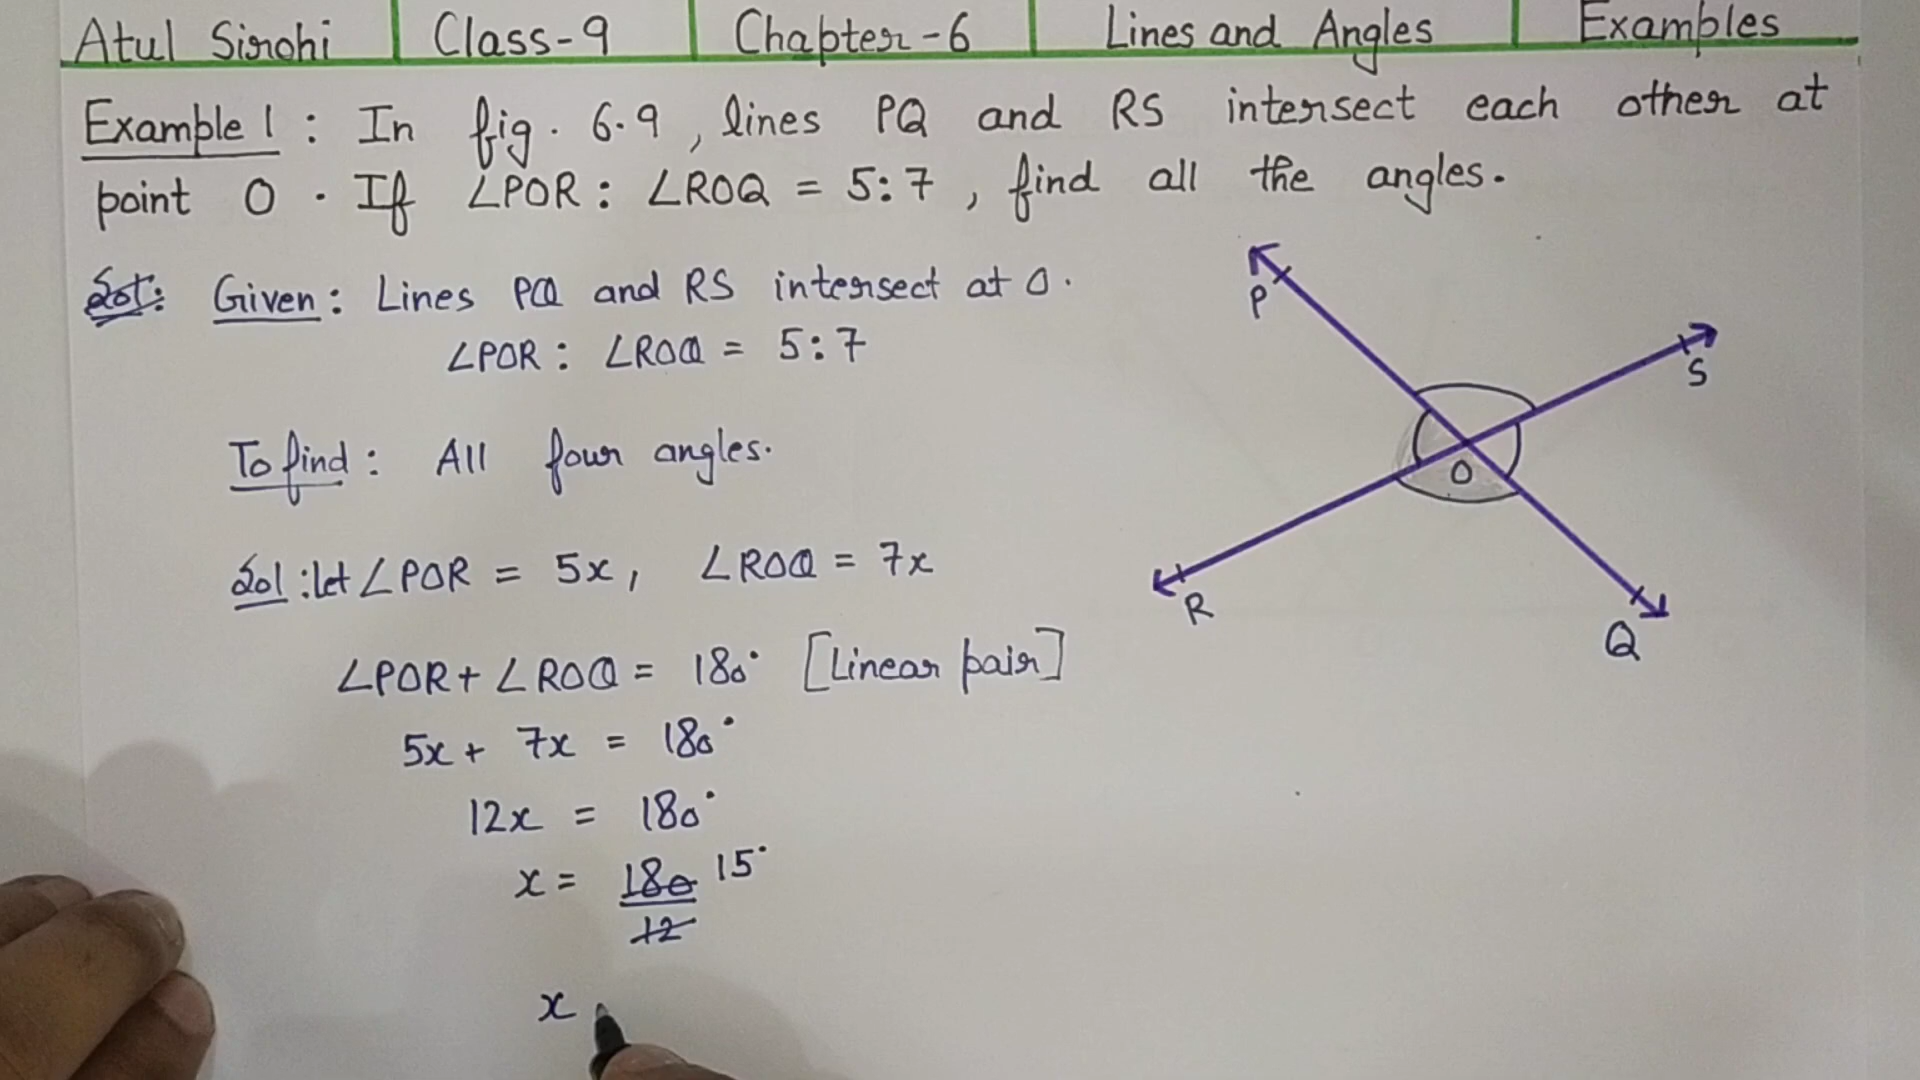 Atul Sirohi Class-9 Chapter-6 Lines and Angles Examples
Example 1 : In fig. 6.9 , lines PQ and RS intersect each other at
point O . If ∠POR : ∠ROQ = 5:7 , find all the angles.
Sol: Given : Lines PQ and RS intersect at O.
∠POR : ∠ROQ = 5:7
To find : All four angles.
Sol : let ∠POR = 5x, ∠ROQ = 7x
∠POR + ∠ROQ = 180° [Linear pair]
5x + 7x = 180°
12x = 180°
x = 180/12 15°
x
P
S
O
R
Q